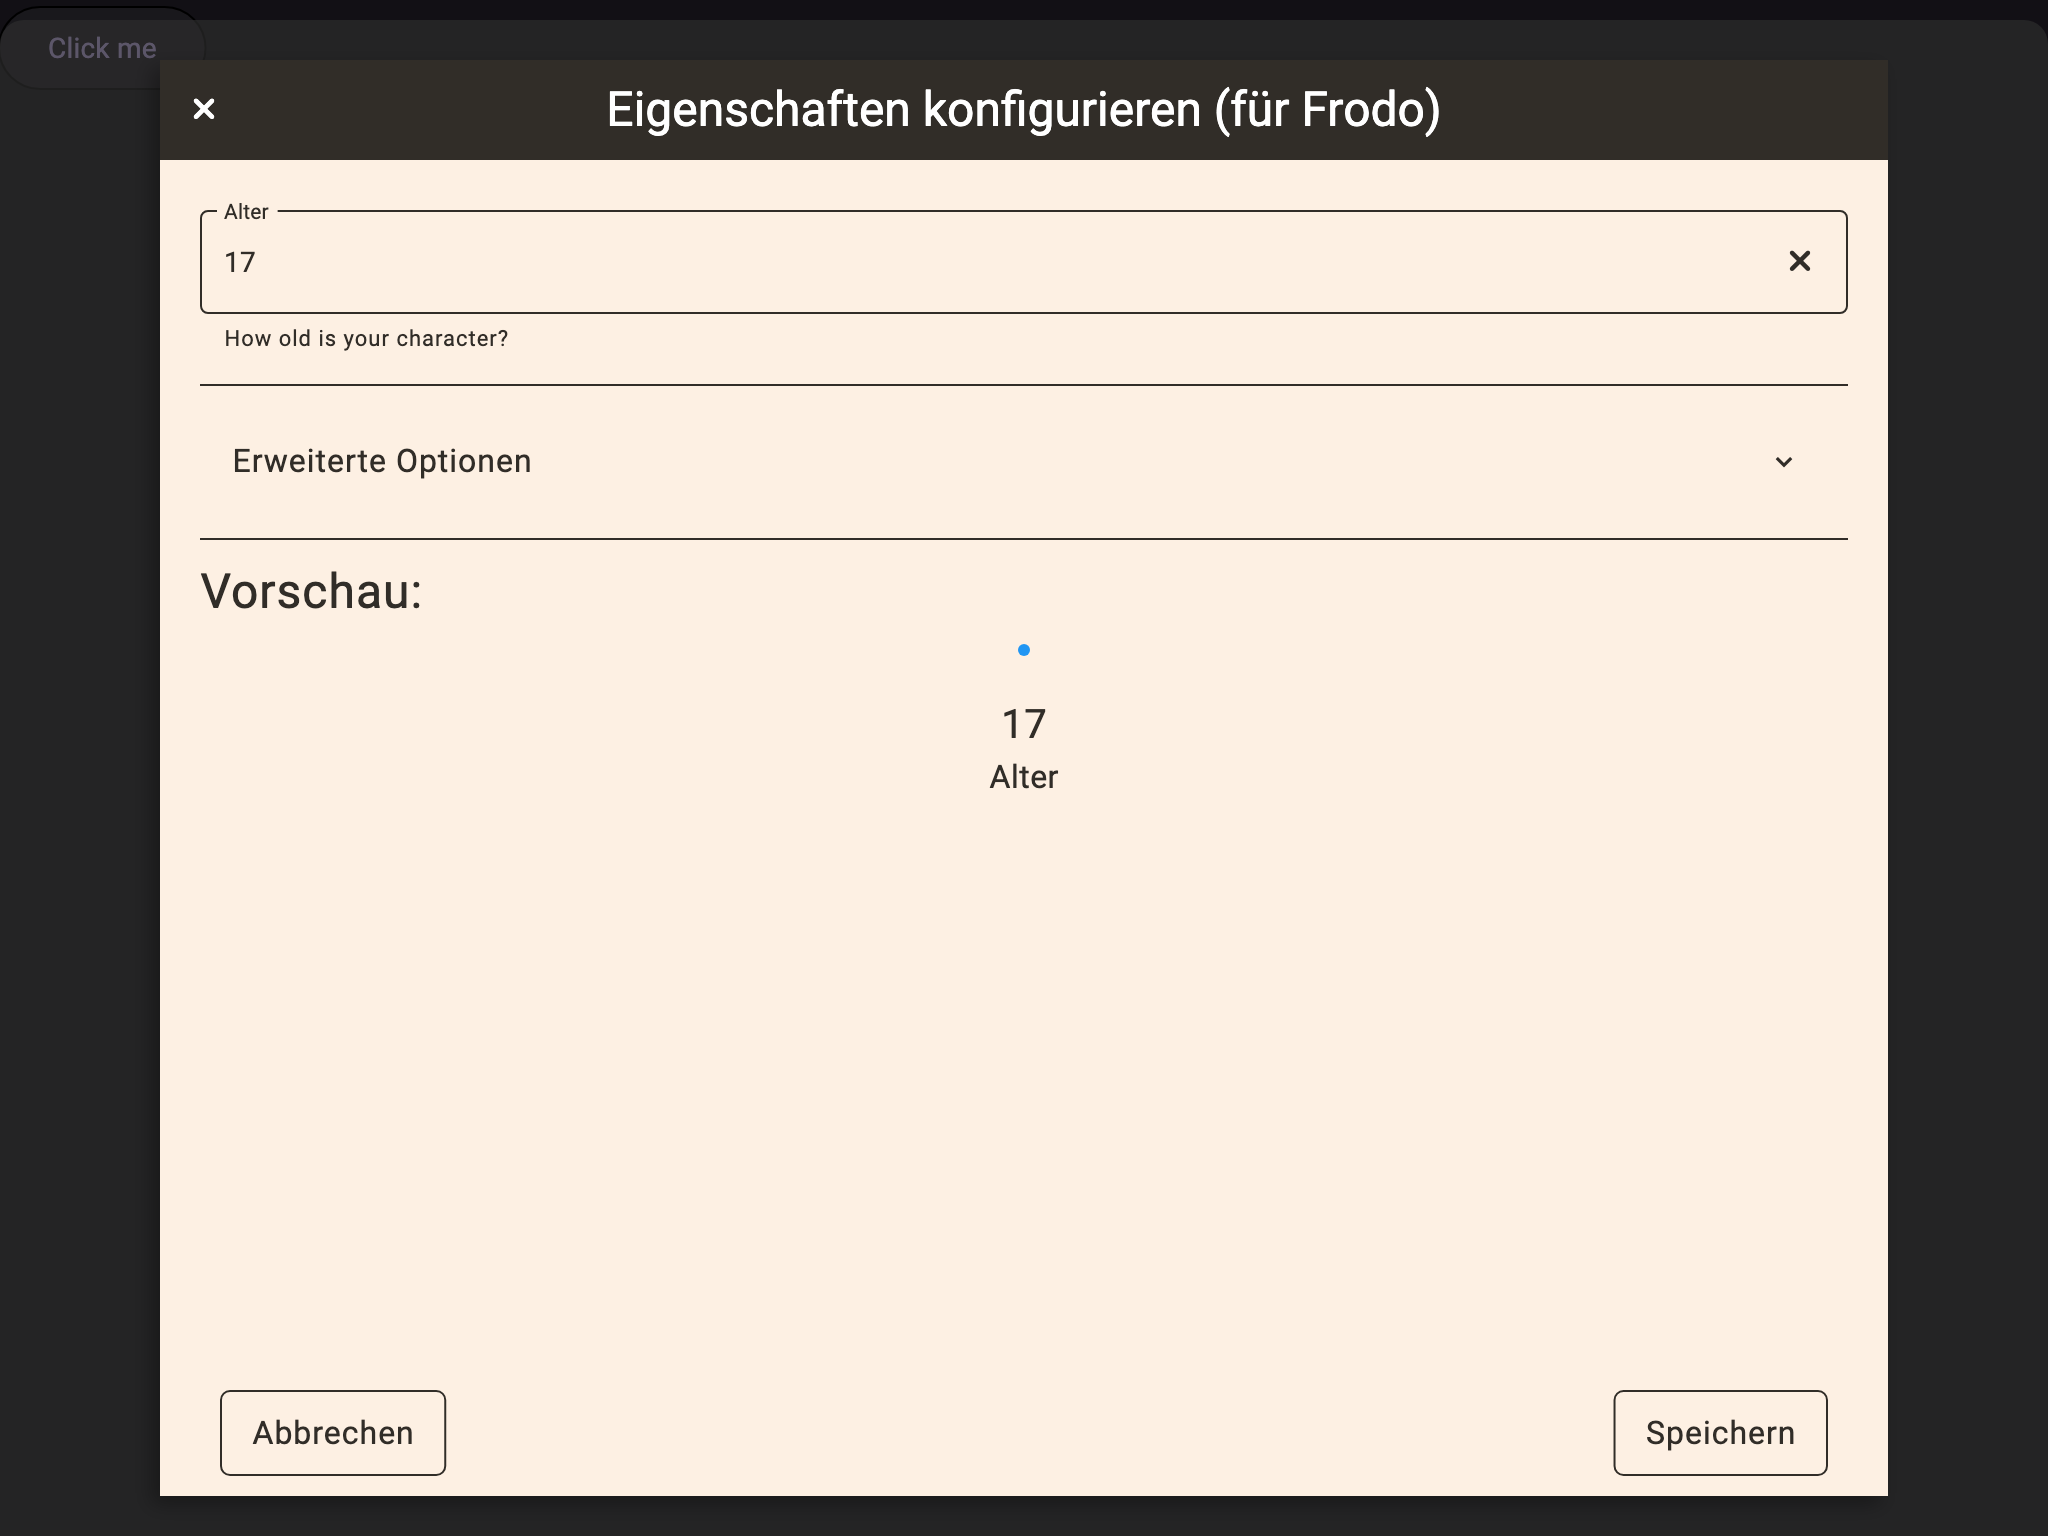 Click me
Eigenschaften konfigurieren (für Frodo)
Alter
17
How old is your character?
Erweiterte Optionen
Vorschau:
17
Alter
Abbrechen
Speichern